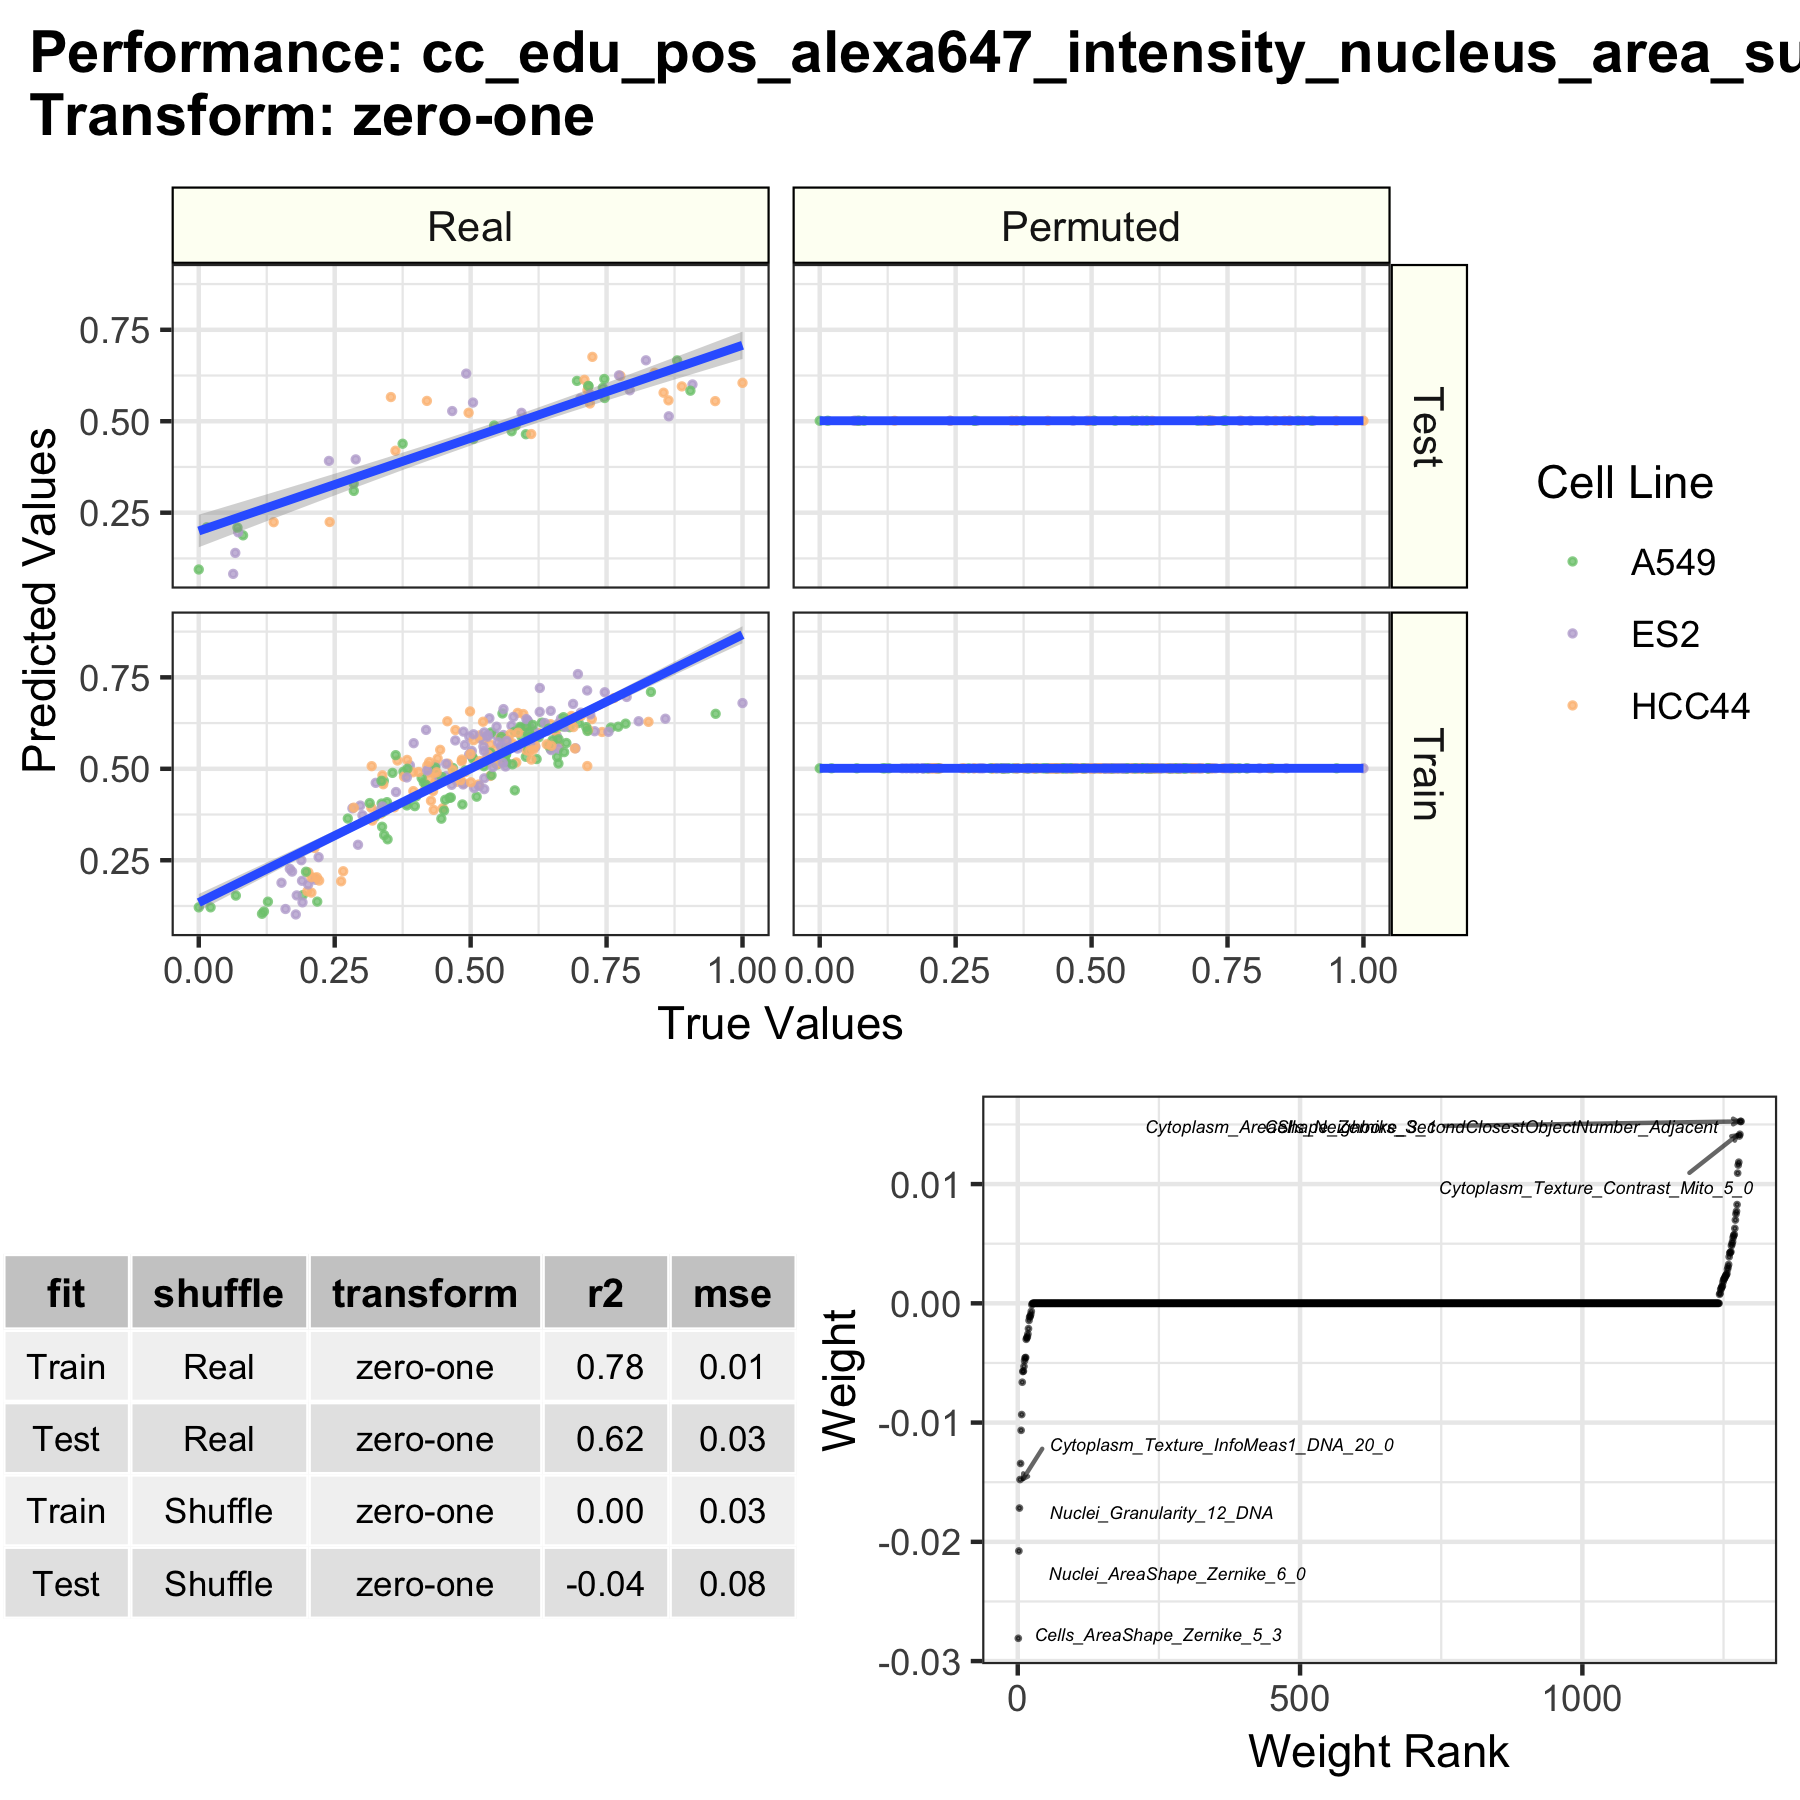 Performance: cc_edu_pos_alexa647_intensity_nucleus_area_su
Transform: zero-one
Real
Permuted
0.75
0.50
0.25
Test
0.75
0.50
0.25
Train
Predicted Values
0.00 0.25 0.50 0.75 1.00 0.00 0.25 0.50 0.75 1.00
True Values
Cell Line
A549
ES2
HCC44
fit shuffle transform r2 mse
Train Real zero-one 0.78 0.01
Test Real zero-one 0.62 0.03
Train Shuffle zero-one 0.00 0.03
Test Shuffle zero-one -0.04 0.08
Weight
0.01
0.00
-0.01
-0.02
-0.03
Cytoplasm_AreaShape_Zernike_3_1
Cells_Neighbors_SecondClosestObjectNumber_Adjacent
Cytoplasm_Texture_Contrast_Mito_5_0
Cytoplasm_Texture_InfoMeas1_DNA_20_0
Nuclei_Granularity_12_DNA
Nuclei_AreaShape_Zernike_6_0
Cells_AreaShape_Zernike_5_3
0 500 1000
Weight Rank